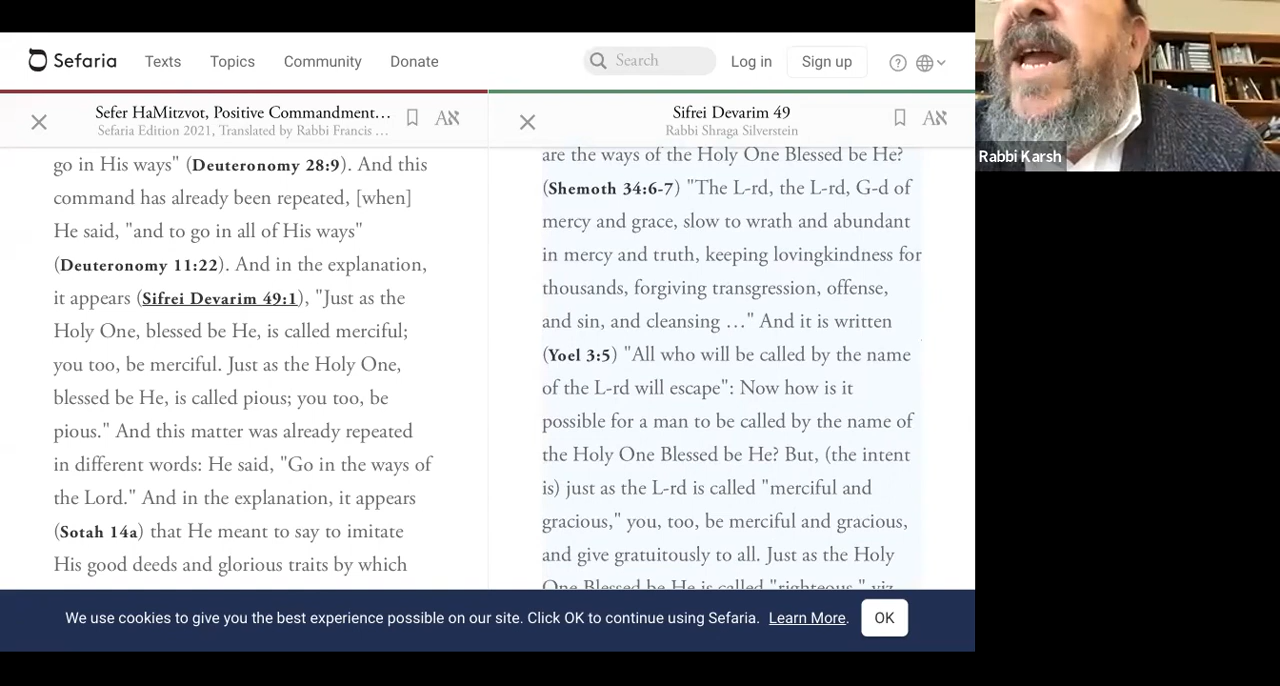 Sefaria Texts Topics Community Donate Search Log in Sign up
Sefer HaMitzvot, Positive Commandment…
Sefaria Edition 2021, Translated by Rabbi Francis …
go in His ways" (Deuteronomy 28:9). And this
command has already been repeated, [when]
He said, "and to go in all of His ways"
(Deuteronomy 11:22). And in the explanation,
it appears (Sifrei Devarim 49:1), "Just as the
Holy One, blessed be He, is called merciful;
you too, be merciful. Just as the Holy One,
blessed be He, is called pious; you too, be
pious." And this matter was already repeated
in different words: He said, "Go in the ways of
the Lord." And in the explanation, it appears
(Sotah 14a) that He meant to say to imitate
His good deeds and glorious traits by which
Sifrei Devarim 49
Rabbi Shraga Silverstein
are the ways of the Holy One Blessed be He?
(Shemoth 34:6-7) "The L-rd, the L-rd, G-d of
mercy and grace, slow to wrath and abundant
in mercy and truth, keeping lovingkindness for
thousands, forgiving transgression, offense,
and sin, and cleansing …" And it is written
(Yoel 3:5) "All who will be called by the name
of the L-rd will escape": Now how is it
possible for a man to be called by the name of
the Holy One Blessed be He? But, (the intent
is) just as the L-rd is called "merciful and
gracious," you, too, be merciful and gracious,
and give gratuitously to all. Just as the Holy
One Blessed be He is called "righteous," viz
We use cookies to give you the best experience possible on our site. Click OK to continue using Sefaria. Learn More. OK
Rabbi Karsh